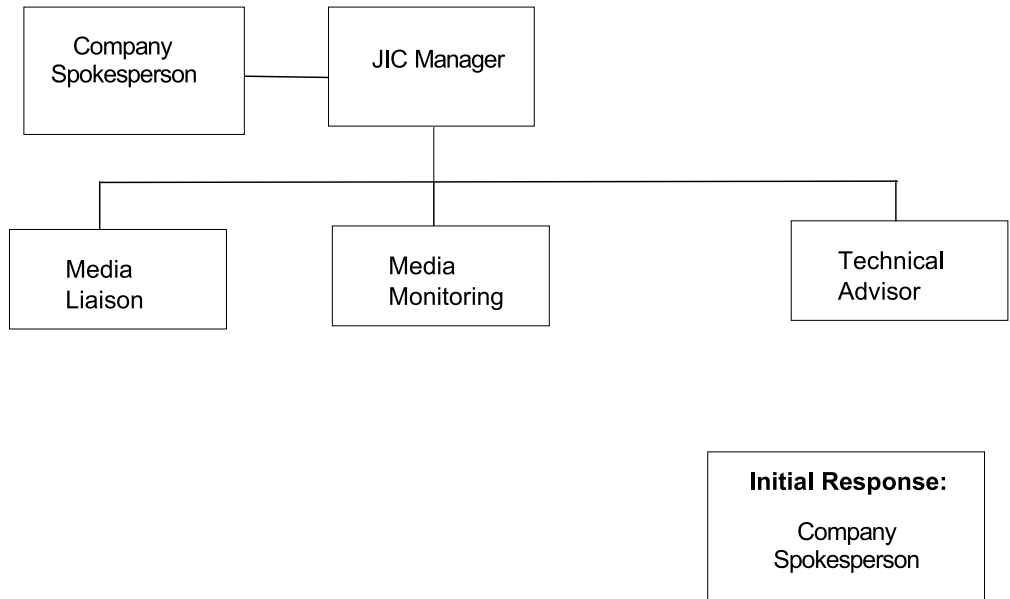 Company
Spokesperson
JIC Manager
Media
Liaison
Media
Monitoring
Technical
Advisor
Initial Response:
Company
Spokesperson